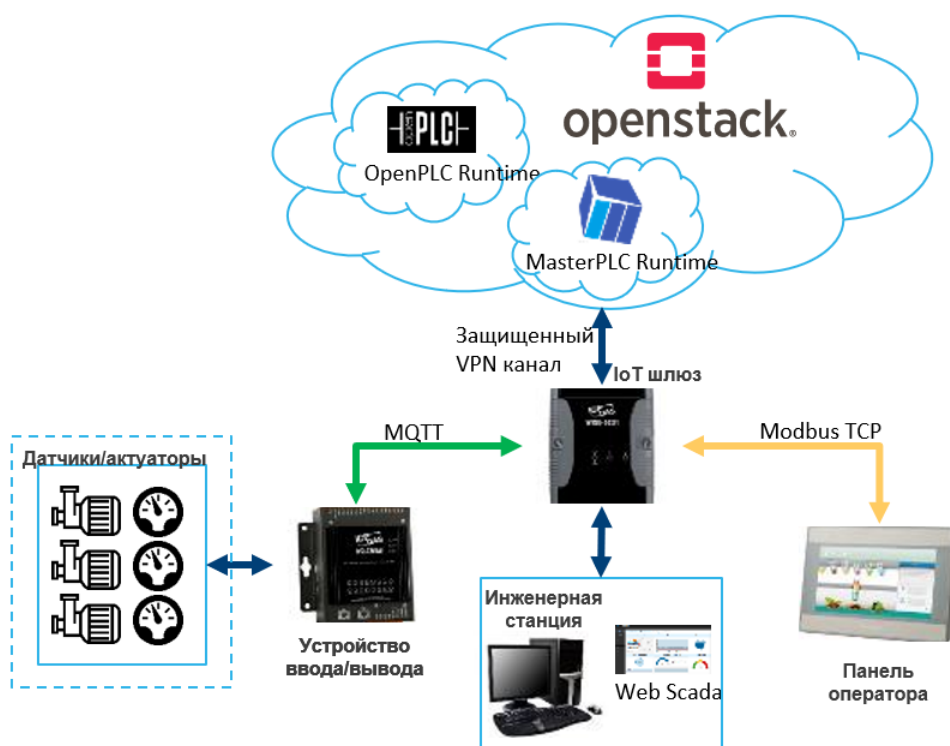 openstack.
open
PLC
OpenPLC Runtime
MasterPLC Runtime
Защищенный
VPN канал
IoT шлюз
MQTT
Modbus TCP
Датчики/актуаторы
Устройство
ввода/вывода
Инженерная
станция
Web Scada
Панель
оператора